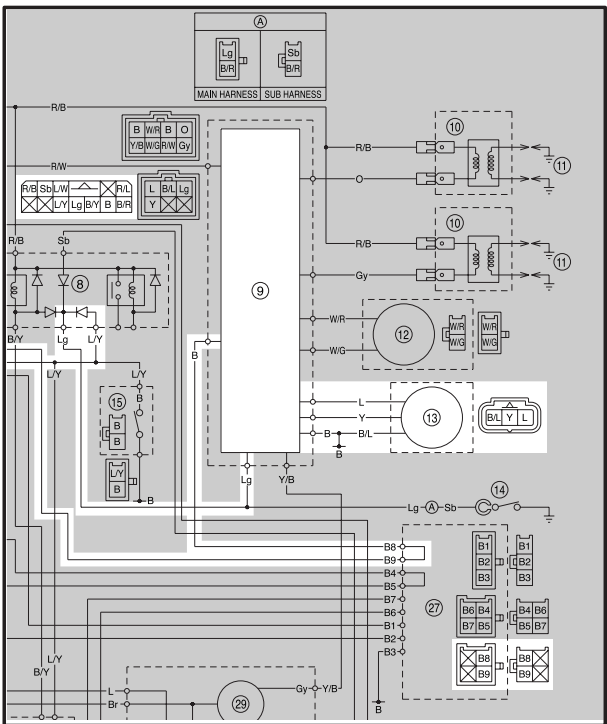 A
Lg Sb
B/R B/R
MAIN HARNESS SUB HARNESS
R/B
B W/R B O
Y/B W/G R/W Gy
R/B
10
11
R/W
O
R/B Sb L/W R/L
L/Y Lg B/Y B B/R
L B/L Lg
Y
R/B Sb
8
9
R/B
10
11
Gy
W/R
W/G
12
W/R W/R
W/G W/G
B/Y Lg L/Y
B
L/Y L/Y
15
B
B
B
L/Y
B
B
L
Y
B B/L
B
13
B/L Y L
Lg Y/B
Lg A Sb
14
B8
B9
B4
B5
B7
B6
B1
B2
B3
B
27
B1 B1
B2 B2
B3 B3
B6 B4 B4 B6
B7 B5 B5 B7
B8 B8
B9 B9
L/Y
B/Y
L
Br
29
Gy Y/B